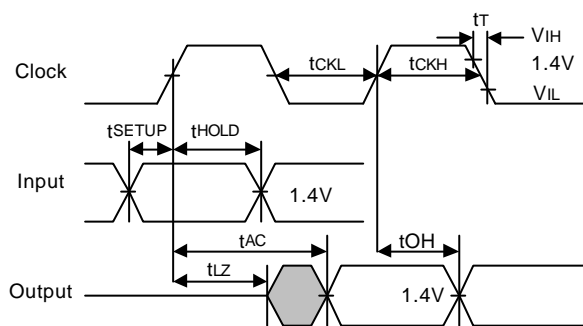 tT
VIH
Clock
tCKL
tCKH
1.4V
VIL
tSETUP
tHOLD
Input
1.4V
tAC
tOH
tLZ
Output
1.4V